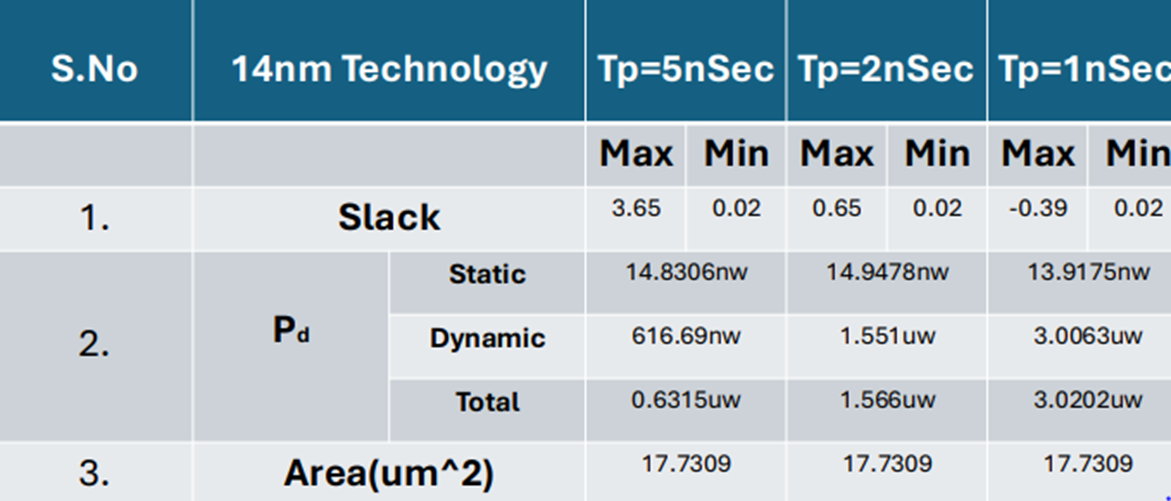 S.No 14nm Technology Tp=5nSec Tp=2nSec Tp=1nSec
Max Min Max Min Max Min
1. Slack 3.65 0.02 0.65 0.02 -0.39 0.02
2. Pd Static 14.8306nw 14.9478nw 13.9175nw
Dynamic 616.69nw 1.551uw 3.0063uw
Total 0.6315uw 1.566uw 3.0202uw
3. Area(um^2) 17.7309 17.7309 17.7309